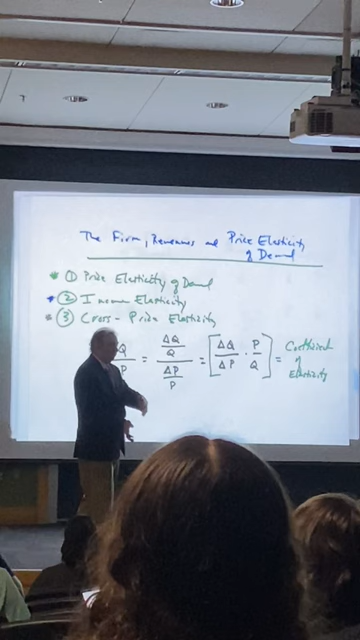 The Firm, Revenues and Price Elasticity
of Demand
* ① Price Elasticity of Demand
* ② Income Elasticity
* ③ Cross-Price Elasticity
Q/P = (ΔQ/Q)/(ΔP/P) = [ΔQ/ΔP · P/Q] = Coefficient
of
Elasticity